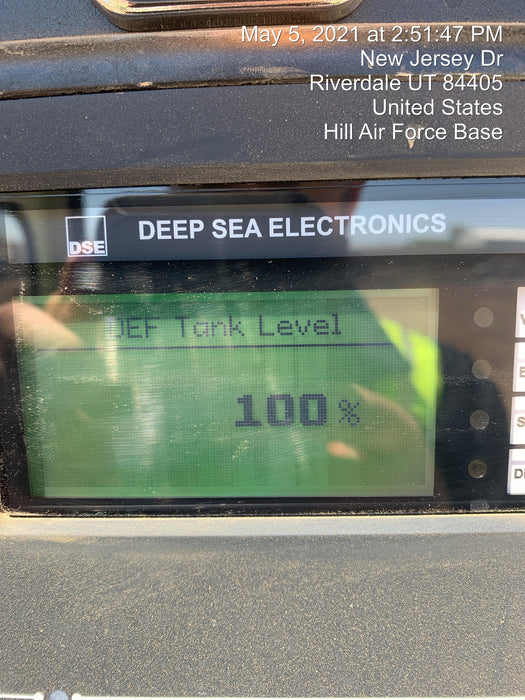 May 5, 2021 at 2:51:47 PM
New Jersey Dr
Riverdale UT 84405
United States
Hill Air Force Base
DSE DEEP SEA ELECTRONICS
DEF Tank Level
100 %